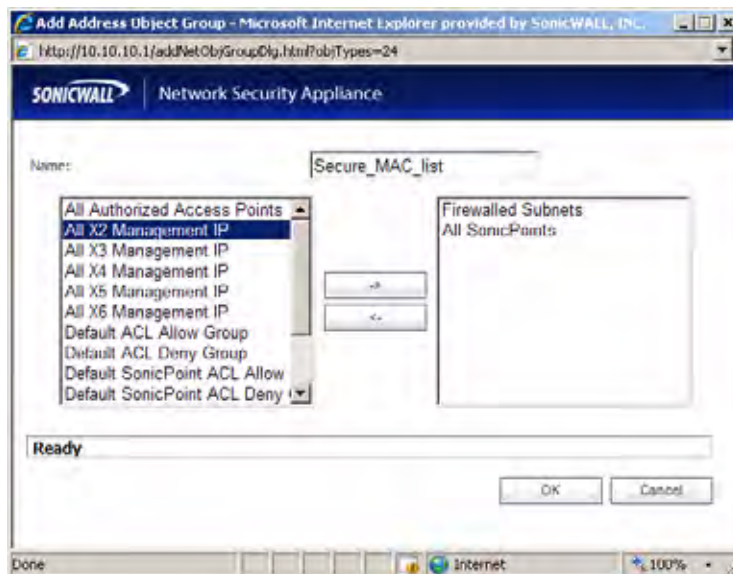 Add Address Object Group - Microsoft Internet Explorer provided by SonicWALL, INC.
http://10.10.10.1/addNetObjGroupDlg.html?objTypes=24
SONICWALL Network Security Appliance
Name: Secure_MAC_list
All Authorized Access Points
All X2 Management IP
All X3 Management IP
All X4 Management IP
All X5 Management IP
All X6 Management IP
Default ACL Allow Group
Default ACL Deny Group
Default SonicPoint ACL Allow
Default SonicPoint ACL Deny
->
<-
Firewalled Subnets
All SonicPoints
Ready
OK Cancel
Done Internet 100%